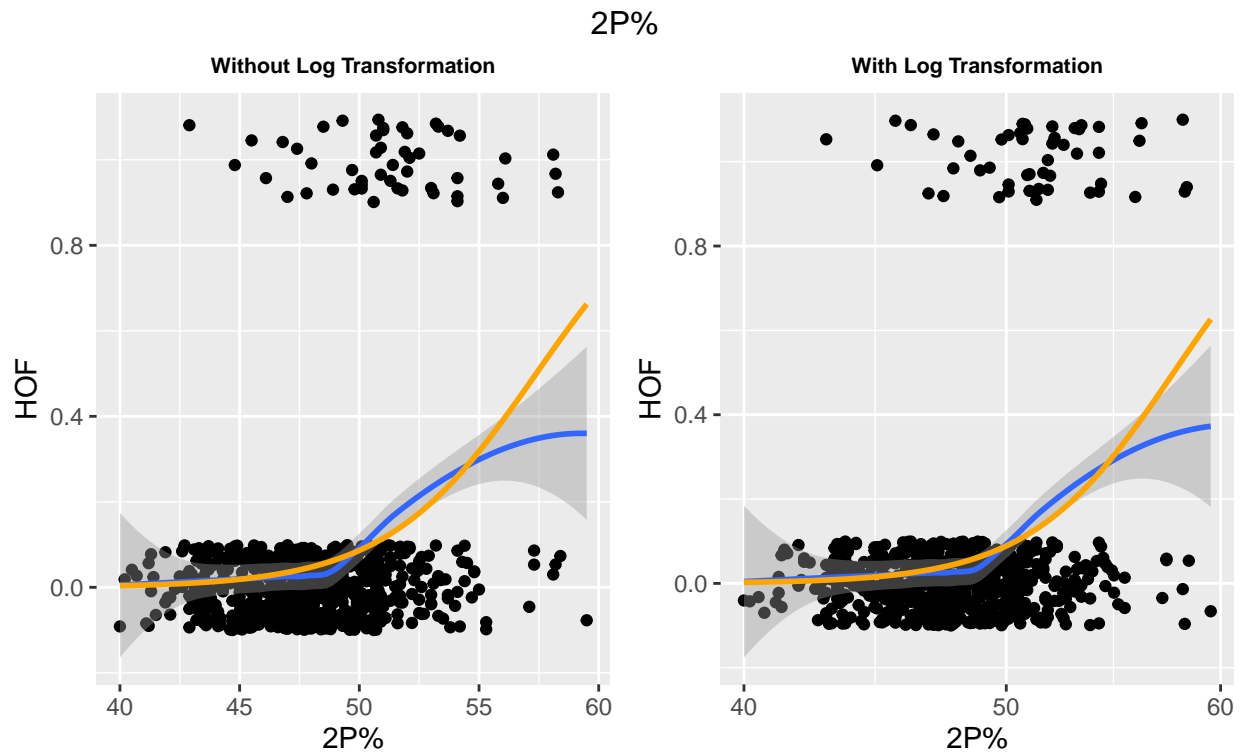 2P%
Without Log Transformation
HOF
0.8
0.4
0.0
40 45 50 55 60
2P%
With Log Transformation
HOF
0.8
0.4
0.0
40 50 60
2P%